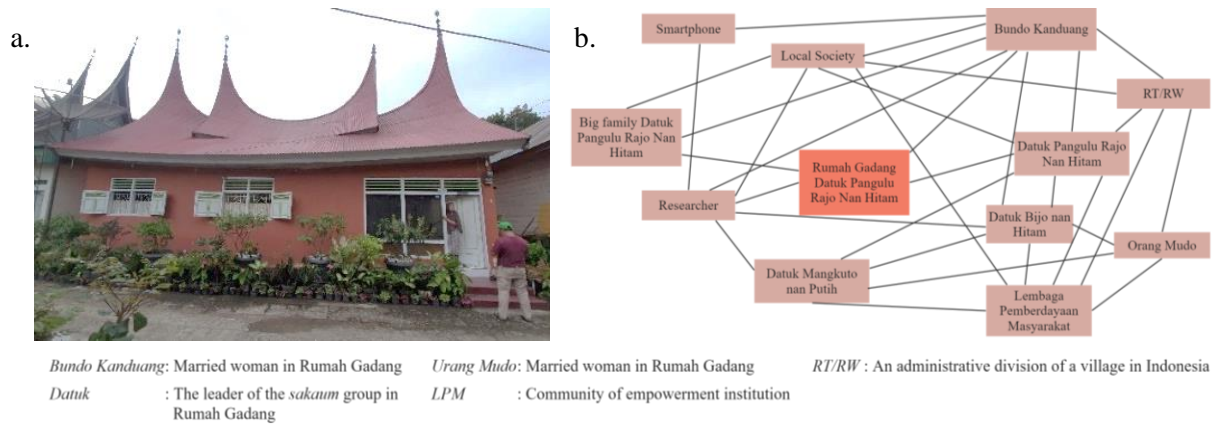 a.
b.
Smartphone
Bundo Kanduang
Local Society
RT/RW
Big family Datuk
Pangulu Rajo Nan
Hitam
Datuk Pangulu Rajo
Nan Hitam
Rumah Gadang
Datuk Pangulu
Rajo Nan Hitam
Researcher
Datuk Bijo nan
Hitam
Orang Mudo
Datuk Mangkuto
nan Putih
Lembaga
Pemberdayaan
Masyarakat
Bundo Kanduang: Married woman in Rumah Gadang
Urang Mudo: Married woman in Rumah Gadang
RT/RW : An administrative division of a village in Indonesia
Datuk : The leader of the sakaum group in
Rumah Gadang
LPM : Community of empowerment institution